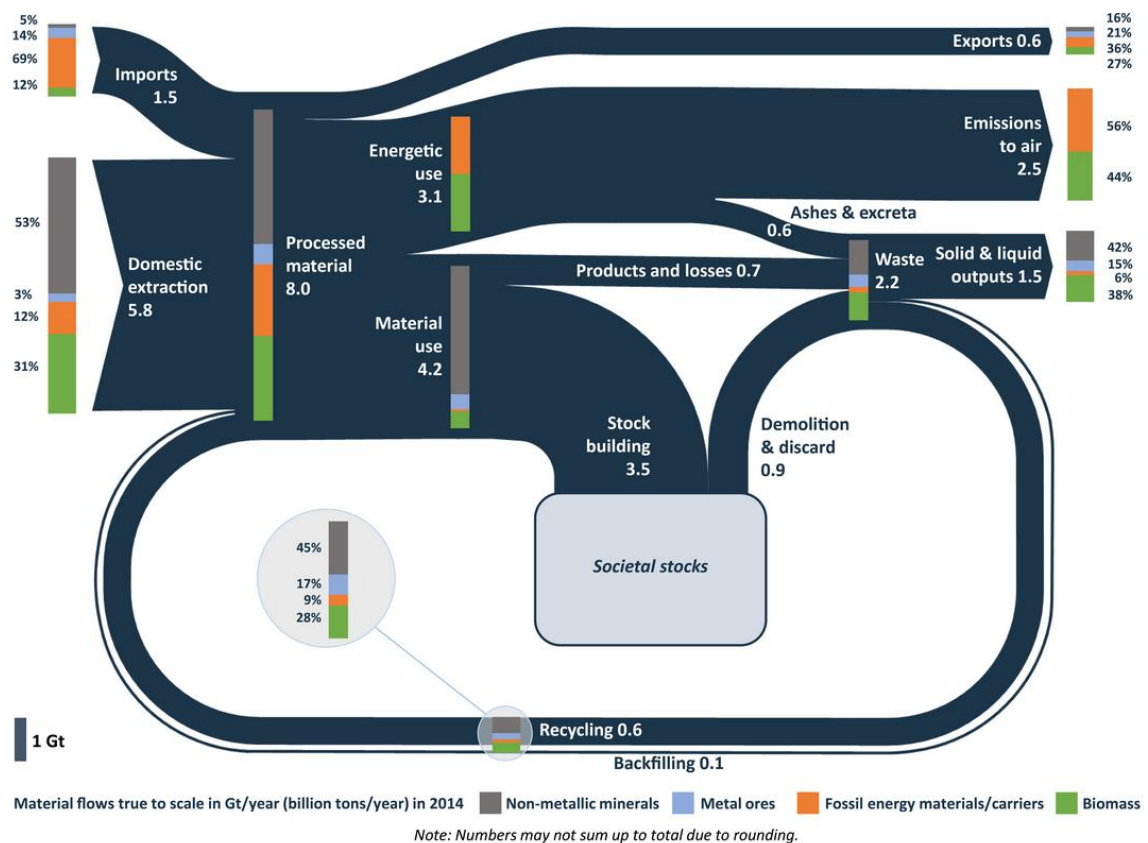 5%
14%
69%
12%
Imports
1.5
Exports 0.6
16%
21%
36%
27%
53%
3%
12%
31%
Domestic
extraction
5.8
Processed
material
8.0
Energetic
use
3.1
Emissions
to air
2.5
56%
44%
Ashes & excreta
0.6
Products and losses 0.7
Waste
2.2
Solid & liquid
outputs 1.5
42%
15%
6%
38%
Material
use
4.2
Stock
building
3.5
Demolition
& discard
0.9
Societal stocks
45%
17%
9%
28%
Recycling 0.6
Backfilling 0.1
1 Gt
Material flows true to scale in Gt/year (billion tons/year) in 2014
Non-metallic minerals
Metal ores
Fossil energy materials/carriers
Biomass
Note: Numbers may not sum up to total due to rounding.